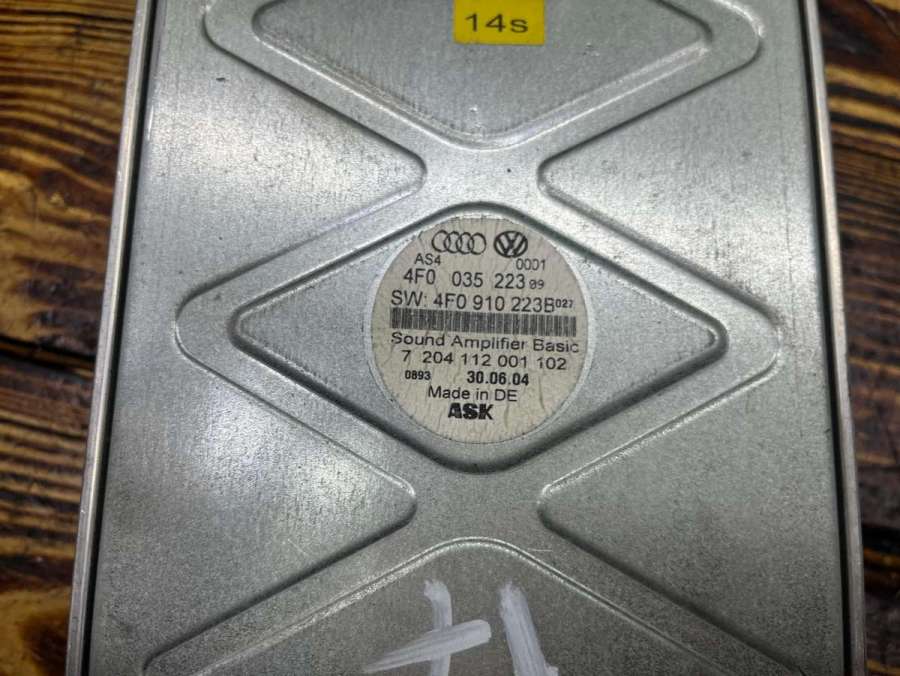 14s
AS4 0001
4F0 035 223 09
SW: 4F0 910 223B 027
Sound Amplifier Basic
7 204 112 001 102
0893 30.06.04
Made in DE
ASK